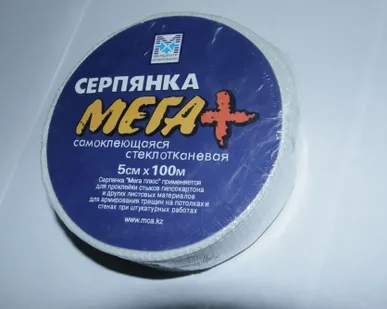 СЕРПЯНКА
МЕГА+
самоклеющаяся
стеклотканевая
5см х 100м
Серпянка "Мега плюс" применяется
для проклейки стыков гипсокартона
и других листовых материалов
для армирования трещин на потолках и
стенах при штукатурных работах
www.mca.kz